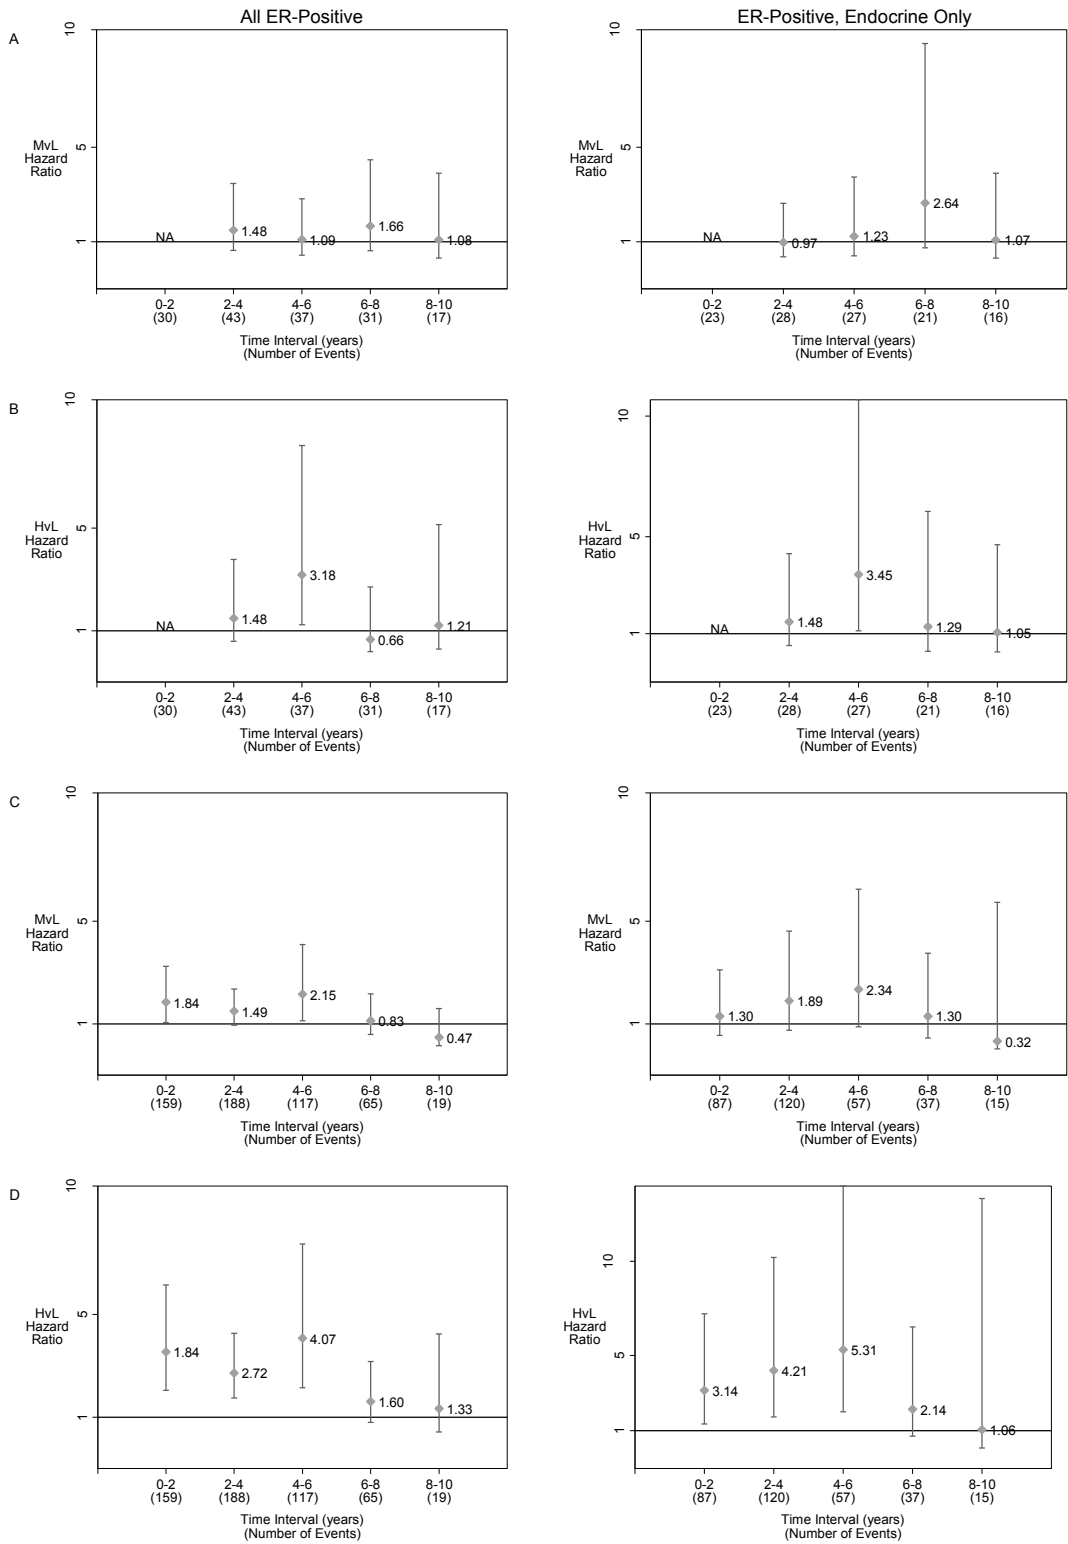 All ER-Positive
ER-Positive, Endocrine Only
A
10
5
1
MvL
Hazard
Ratio
NA
1.48
1.09
1.66
1.08
0-2 2-4 4-6 6-8 8-10
(30) (43) (37) (31) (17)
Time Interval (years)
(Number of Events)
10
5
1
MvL
Hazard
Ratio
NA
0.97
1.23
2.64
1.07
0-2 2-4 4-6 6-8 8-10
(23) (28) (27) (21) (16)
Time Interval (years)
(Number of Events)
B
10
5
1
HvL
Hazard
Ratio
NA
1.48
3.18
0.66
1.21
0-2 2-4 4-6 6-8 8-10
(30) (43) (37) (31) (17)
Time Interval (years)
(Number of Events)
10
5
1
HvL
Hazard
Ratio
NA
1.48
3.45
1.29
1.05
0-2 2-4 4-6 6-8 8-10
(23) (28) (27) (21) (16)
Time Interval (years)
(Number of Events)
C
10
5
1
MvL
Hazard
Ratio
1.84
1.49
2.15
0.83
0.47
0-2 2-4 4-6 6-8 8-10
(159) (188) (117) (65) (19)
Time Interval (years)
(Number of Events)
10
5
1
MvL
Hazard
Ratio
1.30
1.89
2.34
1.30
0.32
0-2 2-4 4-6 6-8 8-10
(87) (120) (57) (37) (15)
Time Interval (years)
(Number of Events)
D
10
5
1
HvL
Hazard
Ratio
1.84
2.72
4.07
1.60
1.33
0-2 2-4 4-6 6-8 8-10
(159) (188) (117) (65) (19)
Time Interval (years)
(Number of Events)
10
5
1
HvL
Hazard
Ratio
3.14
4.21
5.31
2.14
1.06
0-2 2-4 4-6 6-8 8-10
(87) (120) (57) (37) (15)
Time Interval (years)
(Number of Events)